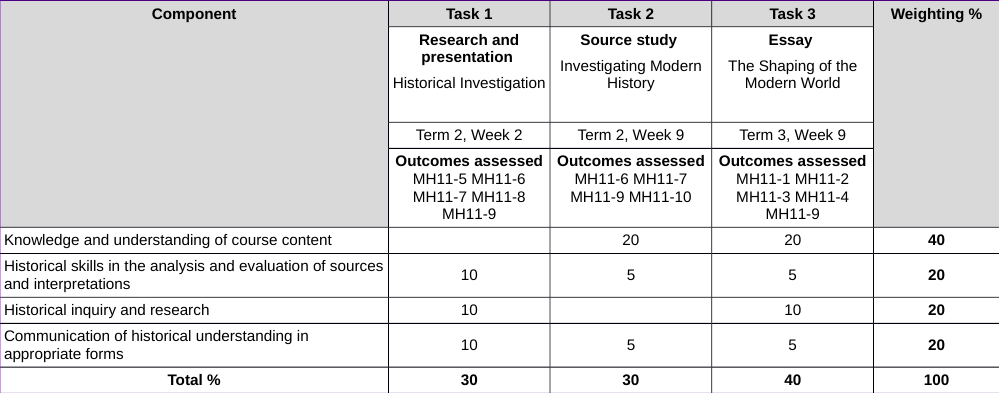 Component Task 1 Task 2 Task 3 Weighting %
Research and Source study Essay
presentation
Investigating Modern The Shaping of the
Historical Investigation History Modern World
Term 2, Week 2 Term 2, Week 9 Term 3, Week 9
Outcomes assessed Outcomes assessed Outcomes assessed
MH11-5 MH11-6 MH11-6 MH11-7 MH11-1 MH11-2
MH11-7 MH11-8 MH11-9 MH11-10 MH11-3 MH11-4
MH11-9 MH11-9
Knowledge and understanding of course content 20 20 40
Historical skills in the analysis and evaluation of sources
and interpretations 10 5 5 20
Historical inquiry and research 10 10 20
Communication of historical understanding in
appropriate forms 10 5 5 20
Total % 30 30 40 100